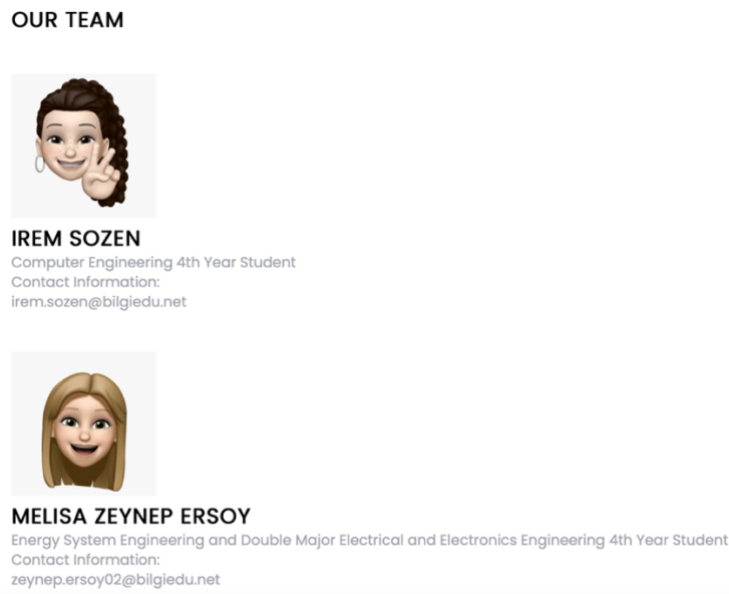 OUR TEAM
IREM SOZEN
Computer Engineering 4th Year Student
Contact Information:
irem.sozen@bilgiedu.net
MELISA ZEYNEP ERSOY
Energy System Engineering and Double Major Electrical and Electronics Engineering 4th Year Student
Contact Information:
zeynep.ersoy02@bilgiedu.net